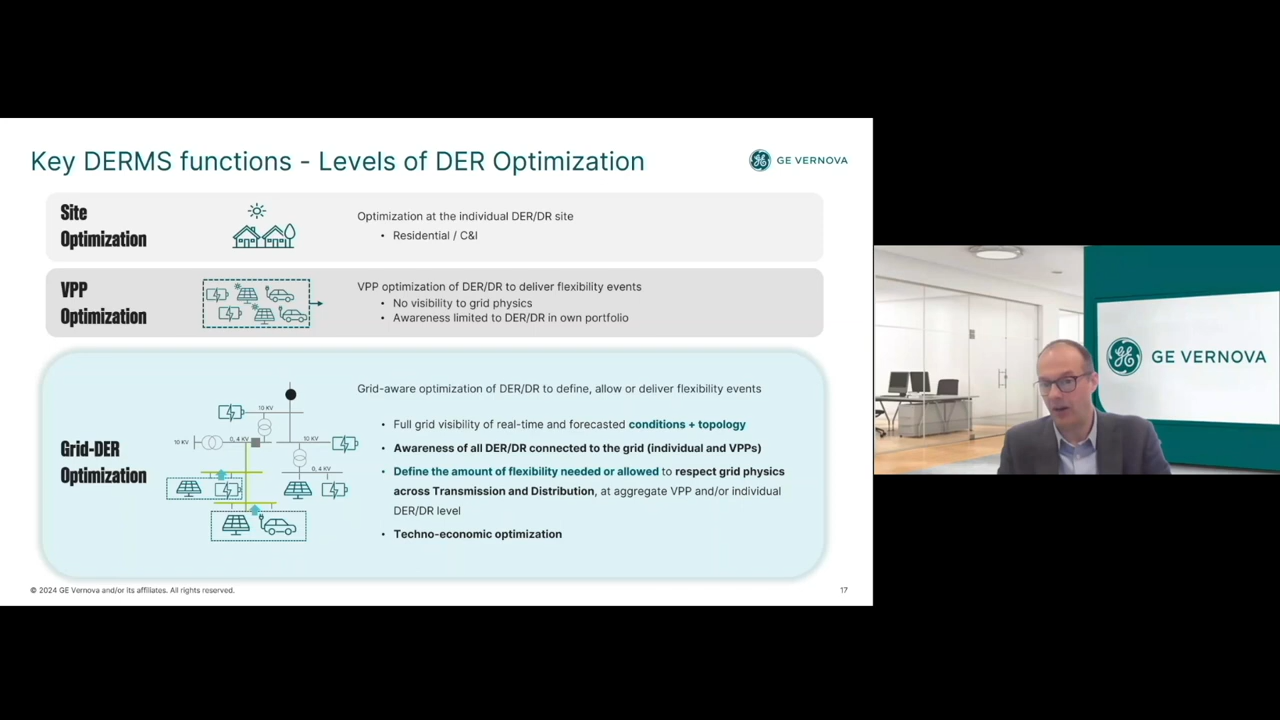 Key DERMS functions - Levels of DER Optimization
GE VERNOVA
Site
Optimization
Optimization at the individual DER/DR site
• Residential / C&I
VPP
Optimization
VPP optimization of DER/DR to deliver flexibility events
• No visibility to grid physics
• Awareness limited to DER/DR in own portfolio
Grid-DER
Optimization
10 KV
10 KV
0, 4 KV
10 KV
0, 4 KV
Grid-aware optimization of DER/DR to define, allow or deliver flexibility events
• Full grid visibility of real-time and forecasted conditions + topology
• Awareness of all DER/DR connected to the grid (individual and VPPs)
• Define the amount of flexibility needed or allowed to respect grid physics
across Transmission and Distribution, at aggregate VPP and/or individual
DER/DR level
• Techno-economic optimization
© 2024 GE Vernova and/or its affiliates. All rights reserved.
17
GE VERNOVA